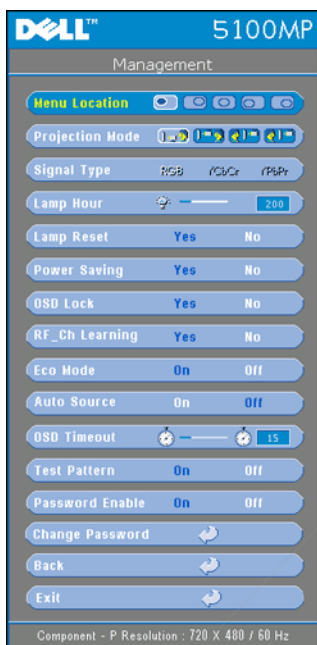 DELL™ 5100MP
Management
Menu Location
Projection Mode
Signal Type RGB /CbCr /PbPr
Lamp Hour 200
Lamp Reset Yes No
Power Saving Yes No
OSD Lock Yes No
RF_Ch Learning Yes No
Eco Mode On Off
Auto Source On Off
OSD Timeout 15
Test Pattern On Off
Password Enable On Off
Change Password
Back
Exit
Component - P Resolution : 720 X 480 / 60 Hz